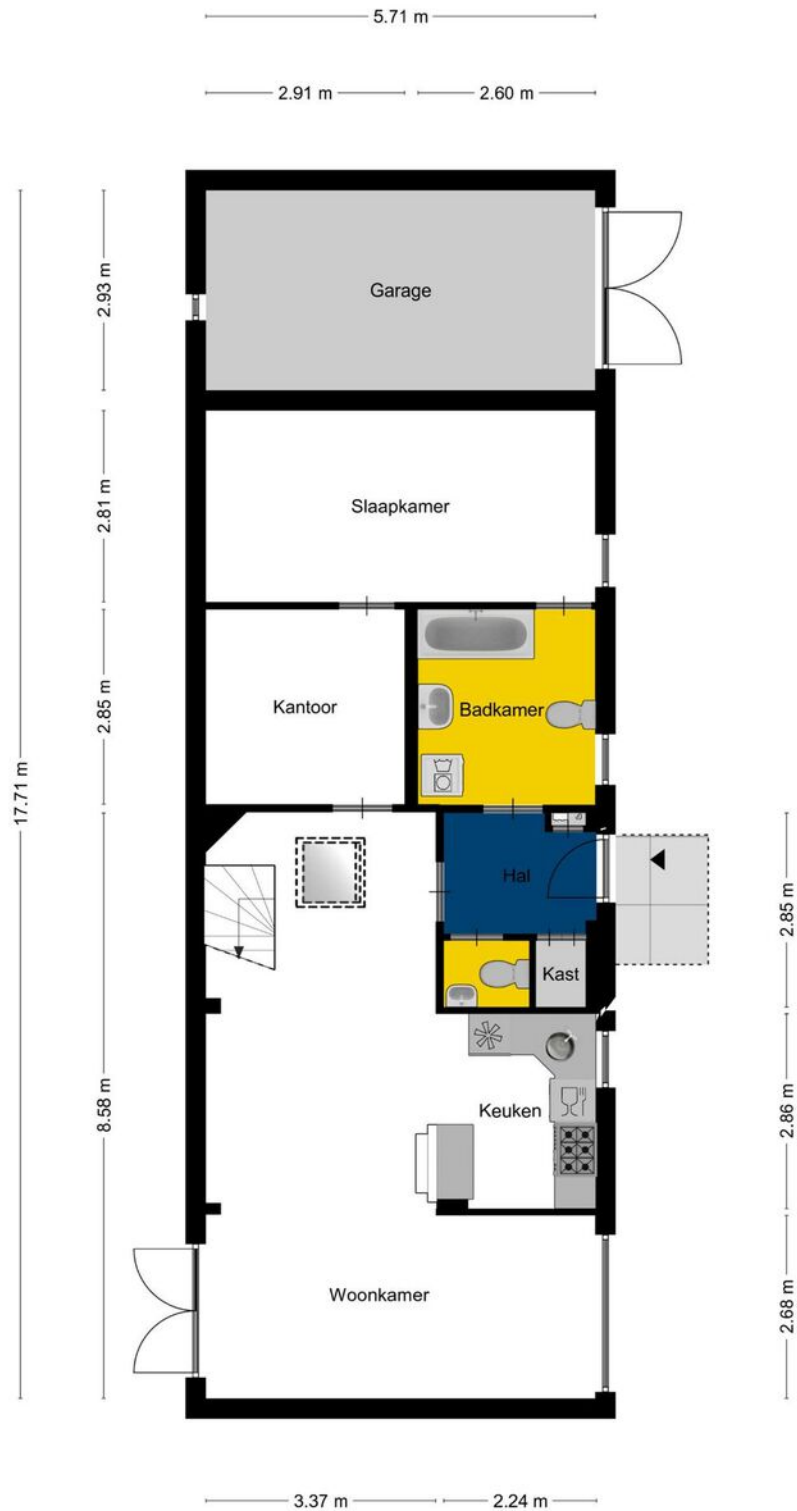 5.71 m
2.91 m
2.60 m
2.93 m
Garage
2.81 m
Slaapkamer
2.85 m
Kantoor
Badkamer
17.71 m
Hal
2.85 m
Kast
8.58 m
Keuken
2.86 m
Woonkamer
2.68 m
3.37 m
2.24 m